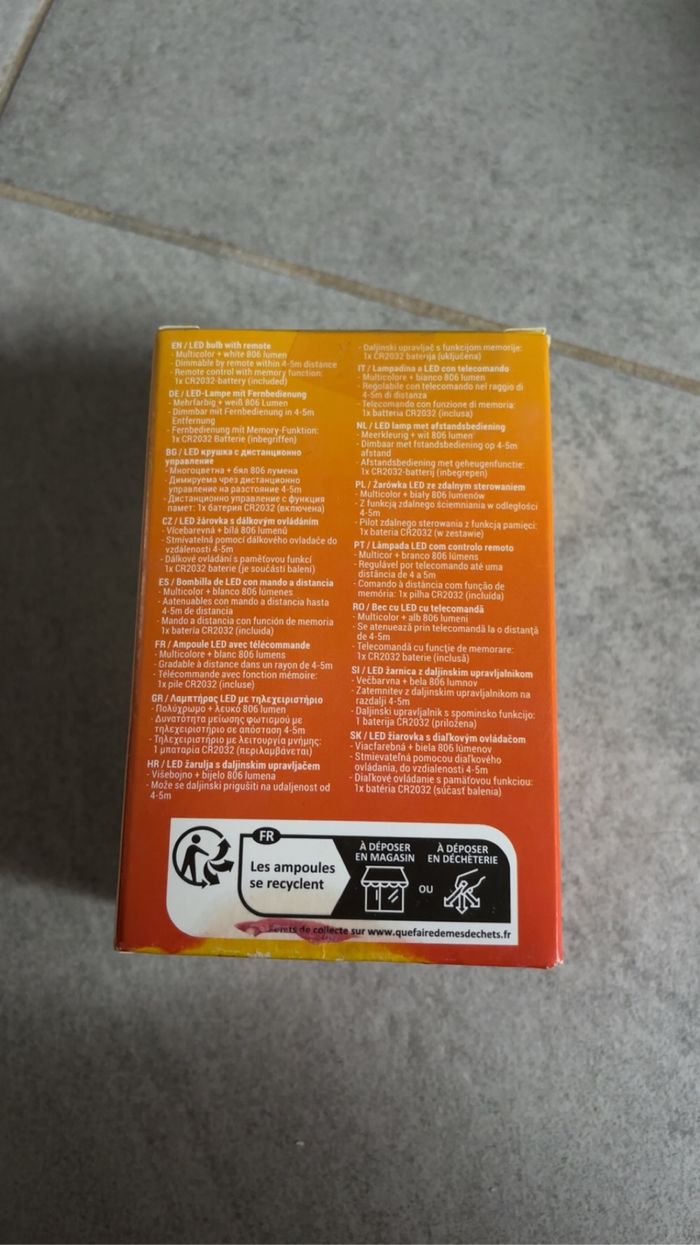 EN / LED bulb with remote
- Multicolor + white 806 lumen
- Dimmable by remote within 4-5m distance
- Remote control with memory function:
1x CR2032-battery (included)
DE / LED-Lampe mit Fernbedienung
- Mehrfarbig + weiß 806 Lumen
- Dimmbar mit Fernbedienung in 4-5m
Entfernung
- Fernbedienung mit Memory-Funktion:
1x CR2032 Batterie (inbegriffen)
BG / LED крушка с дистанционно
управление
- Многоцветна + бял 806 лумена
- Димируема чрез дистанционно
управление на разстояние 4-5m
- Дистанционно управление с функция
памет: 1x батерия CR2032 (включена)
CZ / LED žárovka s dálkovým ovládáním
- Vícebarevná + bílá 806 lúmenů
- Stmívatelná pomocí dálkového ovladače do
vzdálenosti 4-5m
- Dálkové ovládání s paměťovou funkcí
1x CR2032 baterie (je součástí balení)
ES / Bombilla de LED con mando a distancia
- Multicolor + blanco 806 lúmenes
- Aatenuables con mando a distancia hasta
4-5m de distancia
- Mando a distancia con función de memoria
1x batería CR2032 (incluida)
FR / Ampoule LED avec télécommande
- Multicolore + blanc 806 lumens
- Gradable à distance dans un rayon de 4-5m
- Télécommande avec fonction mémoire:
1x pile CR2032 (incluse)
GR / Λαμπτήρας LED με τηλεχειριστήριο
- Πολύχρωμο + λευκό 806 lumen
- Δυνατότητα μείωσης φωτισμού με
τηλεχειριστήριο σε απόσταση 4-5m
- Τηλεχειριστήριο με λειτουργία μνήμης:
1 μπαταρία CR2032 (περιλαμβάνεται)
HR / LED žarulja s daljinskim upravljačem
- Višebojno + bijelo 806 lumena
- Može se daljinski prigušiti na udaljenost od
4-5m
- Daljinski upravljač s funkcijom memorije:
1x CR2032 baterija (uključena)
IT / Lampadina a LED con telecomando
- Multicolore + bianco 806 lumen
- Regolabile con telecomando nel raggio di
4-5m di distanza
- Telecomando con funzione di memoria:
1x batteria CR2032 (inclusa)
NL / LED lamp met afstandsbediening
- Meerkleurig + wit 806 lumen
- Dimbaar met fstandsbediening op 4-5m
afstand
- Afstandsbediening met geheugenfunctie:
1x CR2032-batterij (inbegrepen)
PL / Żarówka LED ze zdalnym sterowaniem
- Multicolor + biały 806 lumenów
- Z funkcją zdalnego ściemniania w odległości
4-5m
- Pilot zdalnego sterowania z funkcją pamięci:
1x bateria CR2032 (w zestawie)
PT / Lâmpada LED com controlo remoto
- Multicor + branco 806 lúmens
- Regulável por telecomando até uma
distância de 4 a 5m
- Comando à distância com função de
memória: 1x pilha CR2032 (incluída)
RO / Bec cu LED cu telecomandă
- Multicolor + alb 806 lumeni
- Se atenuează prin telecomandă la o distanță
de 4-5m
- Telecomandă cu funcție de memorare:
1x CR2032 baterie (inclusă)
SI / LED žarnica z daljinskim upravljalnikom
- Večbarvna + bela 806 lumnov
- Zatemnitev z daljinskim upravljalnikom na
razdalji 4-5m
- Daljinski upravljalnik s spominsko funkcijo:
1 baterija CR2032 (priložena)
SK / LED žiarovka s diaľkovým ovládačom
- Viacfarebná + biela 806 lúmenov
- Stmievateľná pomocou diaľkového
ovládania, do vzdialenosti 4-5m
- Diaľkové ovládanie s pamäťovou funkciou:
1x batéria CR2032 (súčasť balenia)
FR
Les ampoules
se recyclent
À DÉPOSER
EN MAGASIN
OU
À DÉPOSER
EN DÉCHÈTERIE
de collecte sur www.quefairedemesdechets.fr